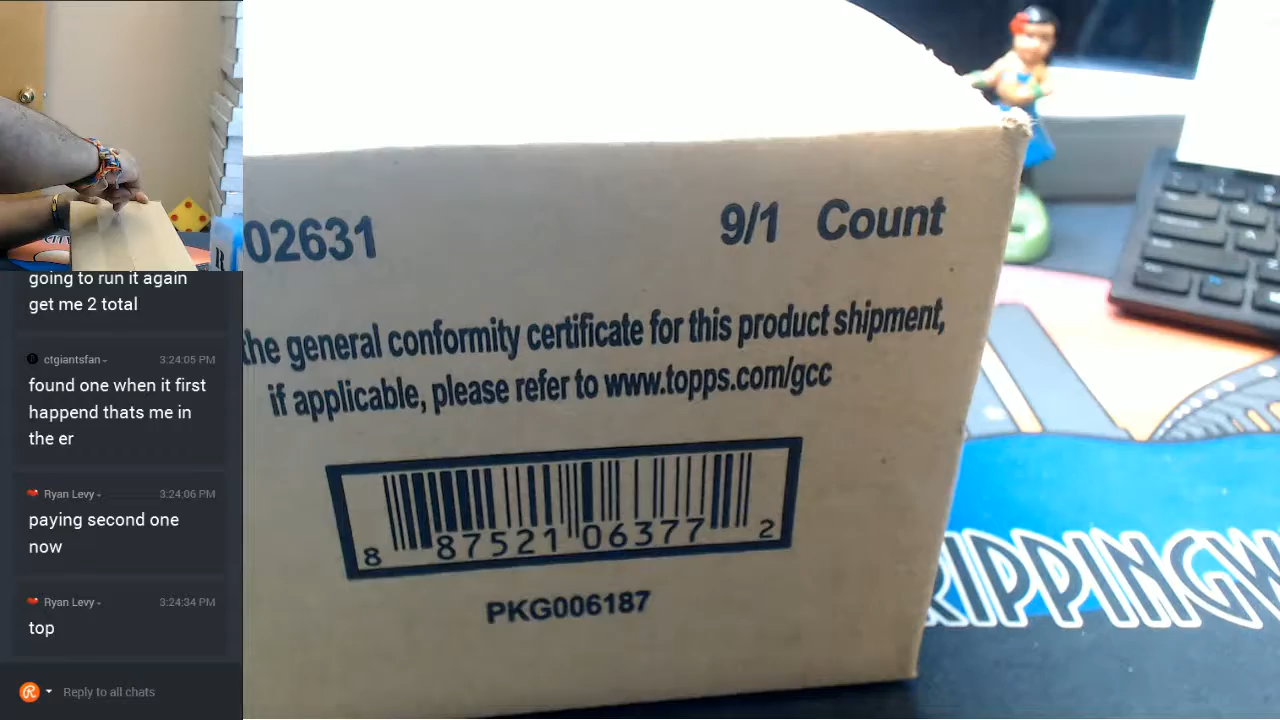 going to run it again
get me 2 total
ctgiantsfan
3:24:05 PM
found one when it first
happend thats me in
the er
Ryan Levy
3:24:06 PM
paying second one
now
Ryan Levy
3:24:34 PM
top
Reply to all chats
02631
9/1 Count
the general conformity certificate for this product shipment,
if applicable, please refer to www.topps.com/gcc
8 87521 06377 2
PKG006187
RIPPINGW